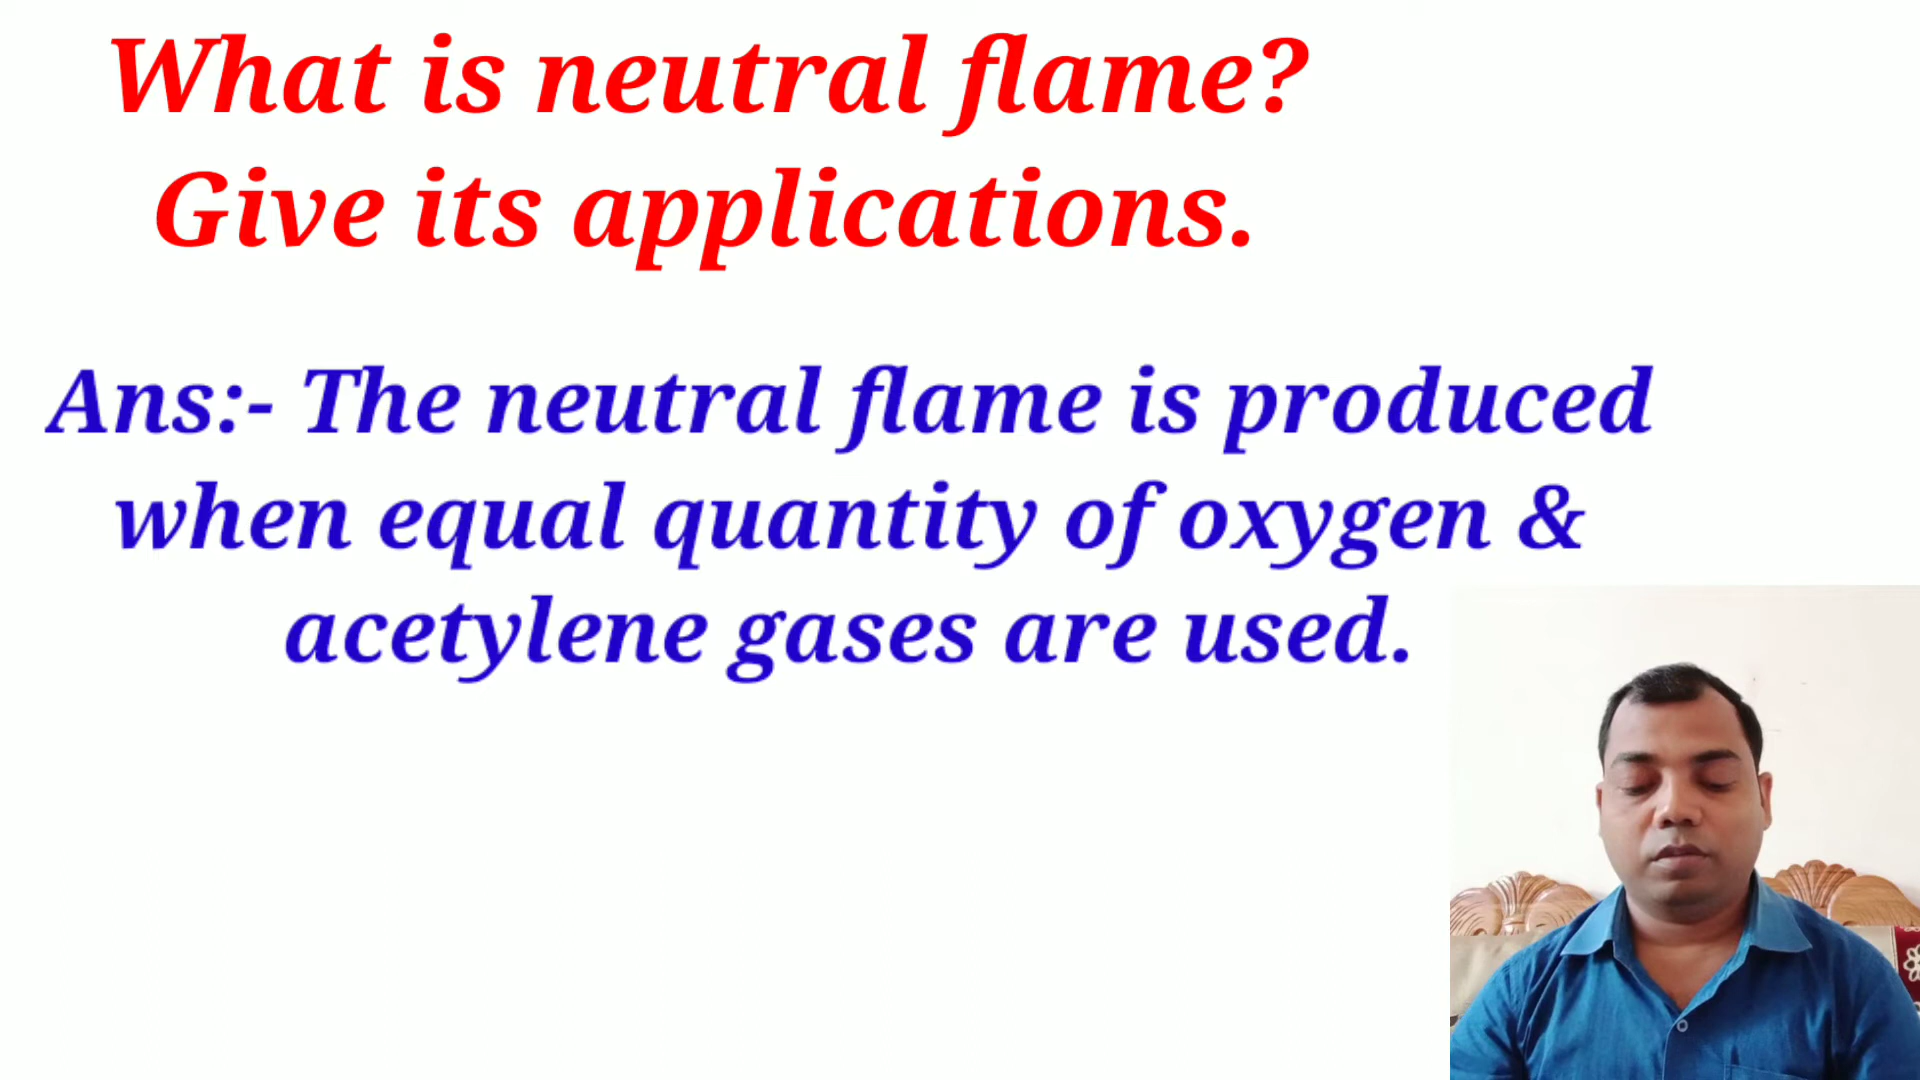 What is neutral flame?
Give its applications.
Ans:- The neutral flame is produced
when equal quantity of oxygen &
acetylene gases are used.